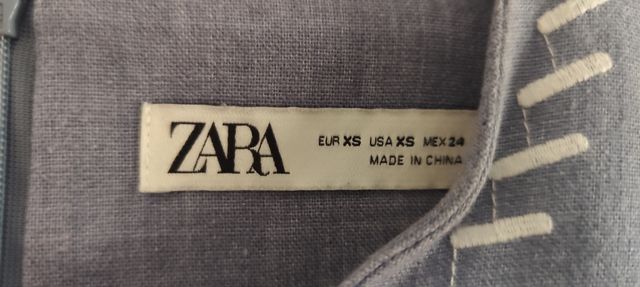 ZARA
EUR XS USA XS MEX 24
MADE IN CHINA